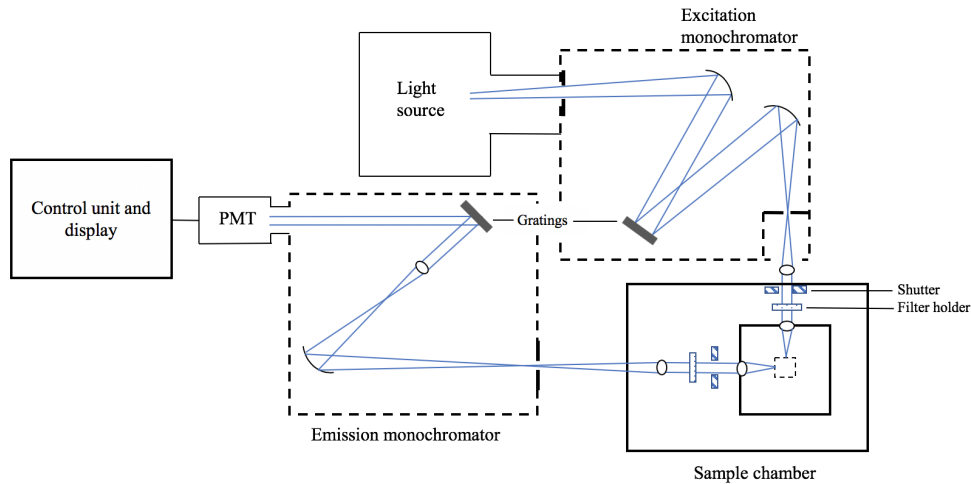 Excitation
monochromator
Light
source
Control unit and
display
PMT
Gratings
Shutter
Filter holder
Emission monochromator
Sample chamber